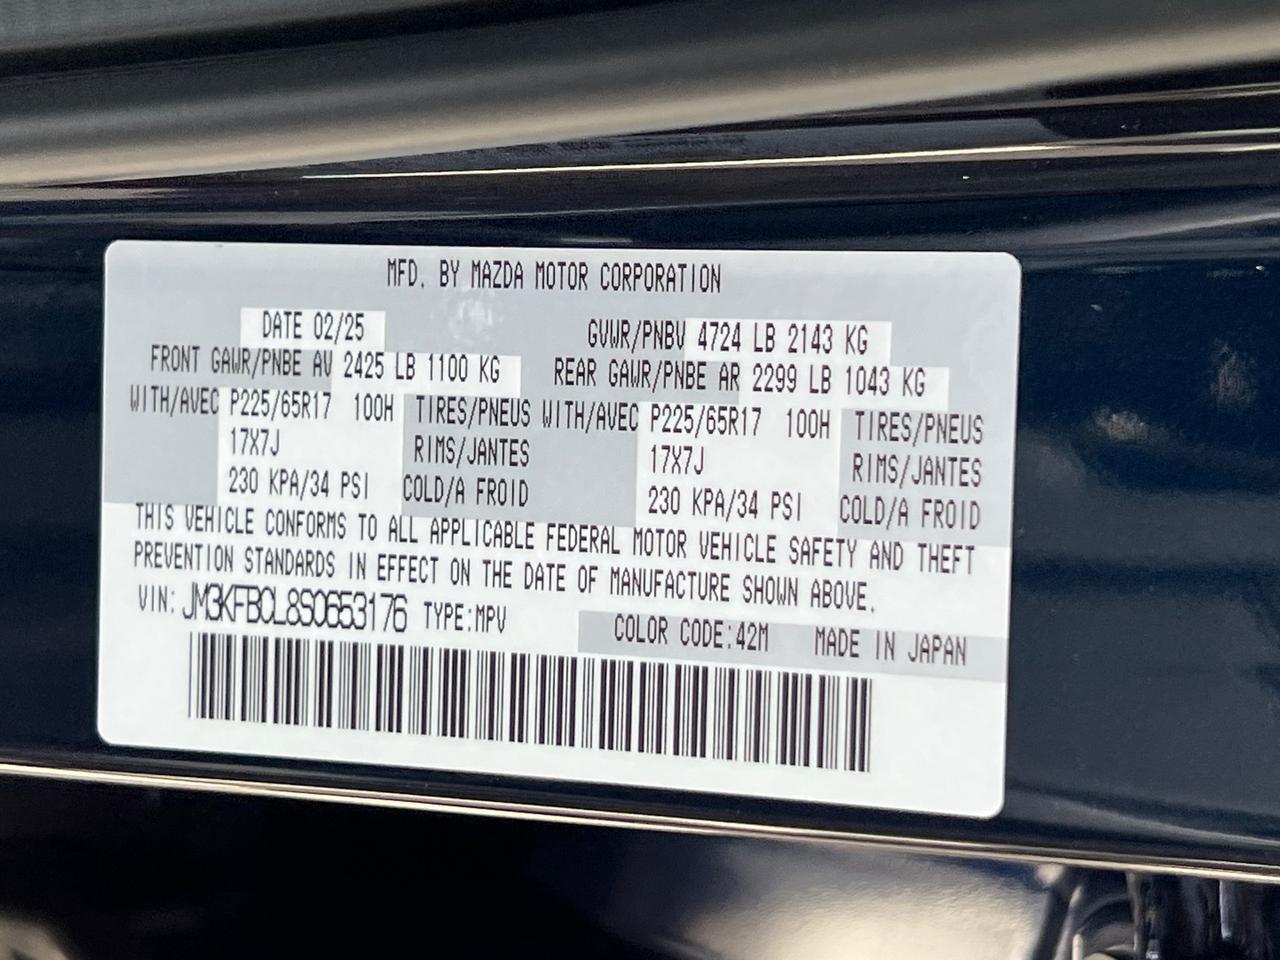 MFD. BY MAZDA MOTOR CORPORATION
DATE 02/25 GVWR/PNBV 4724 LB 2143 KG
FRONT GAWR/PNBE AV 2425 LB 1100 KG REAR GAWR/PNBE AR 2299 LB 1043 KG
WITH/AVEC P225/65R17 100H TIRES/PNEUS WITH/AVEC P225/65R17 100H TIRES/PNEUS
17X7J RIMS/JANTES 17X7J RIMS/JANTES
230 KPA/34 PSI COLD/A FROID 230 KPA/34 PSI COLD/A FROID
THIS VEHICLE CONFORMS TO ALL APPLICABLE FEDERAL MOTOR VEHICLE SAFETY AND THEFT
PREVENTION STANDARDS IN EFFECT ON THE DATE OF MANUFACTURE SHOWN ABOVE.
VIN: JM3KFBCL8S0653176 TYPE:MPV COLOR CODE:42M MADE IN JAPAN